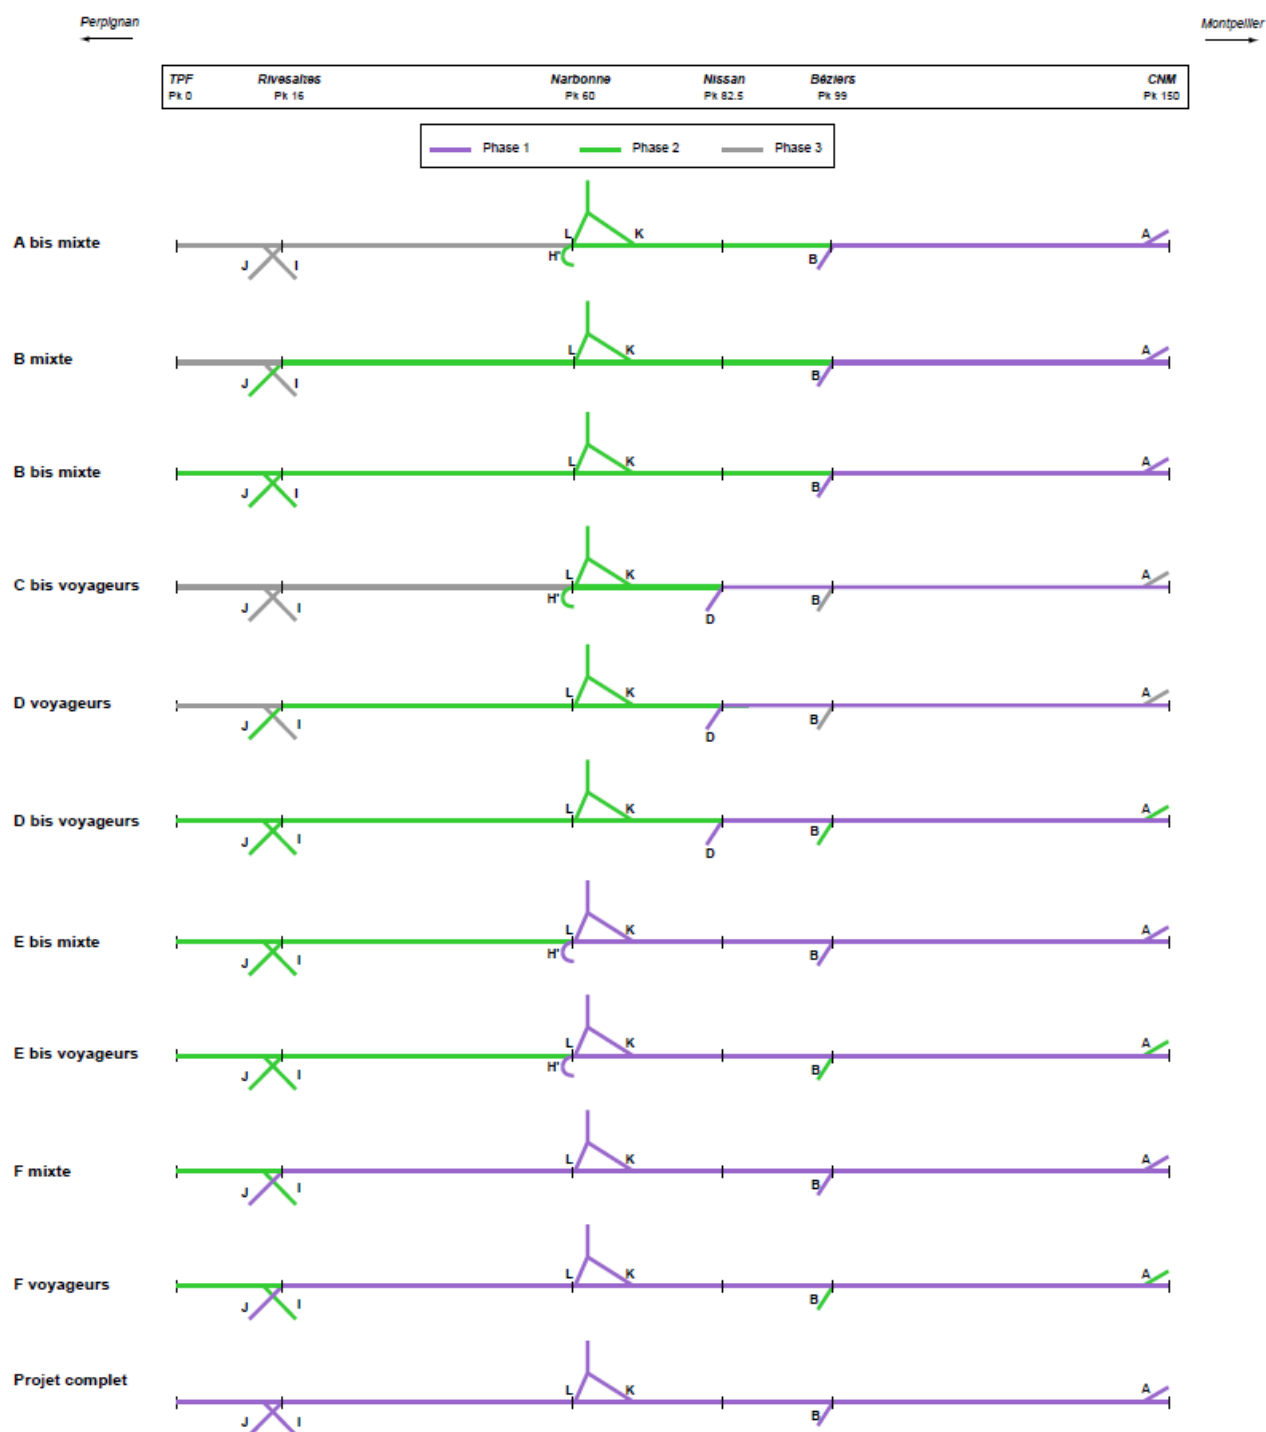 Perpignan
Montpellier
TPF Rivesaltes Narbonne Nissan Béziers CNM
Pk 0 Pk 16 Pk 60 Pk 82.5 Pk 99 Pk 150
Phase 1 Phase 2 Phase 3
L K A
A bis mixte
H' B
J I
L K A
B mixte
B
J I
L K A
B bis mixte
B
J I
L K A
C bis voyageurs
H' B
J I D
L K A
D voyageurs
B
J I D
L K A
D bis voyageurs
B
J I D
L K A
E bis mixte
H' B
J I
L K A
E bis voyageurs
H' B
J I
L K A
F mixte
B
J I
L K A
F voyageurs
B
J I
Projet complet
L K A
B
J I